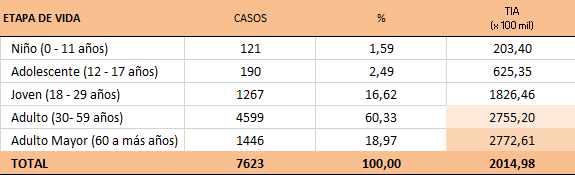 ETAPA DE VIDA CASOS % TIA (x 100 mil)
Niño (0 - 11 años) 121 1,59 203,40
Adolescente (12 - 17 años) 190 2,49 625,35
Joven (18 - 29 años) 1267 16,62 1826,46
Adulto (30- 59 años) 4599 60,33 2755,20
Adulto Mayor (60 a más años) 1446 18,97 2772,61
TOTAL 7623 100,00 2014,98